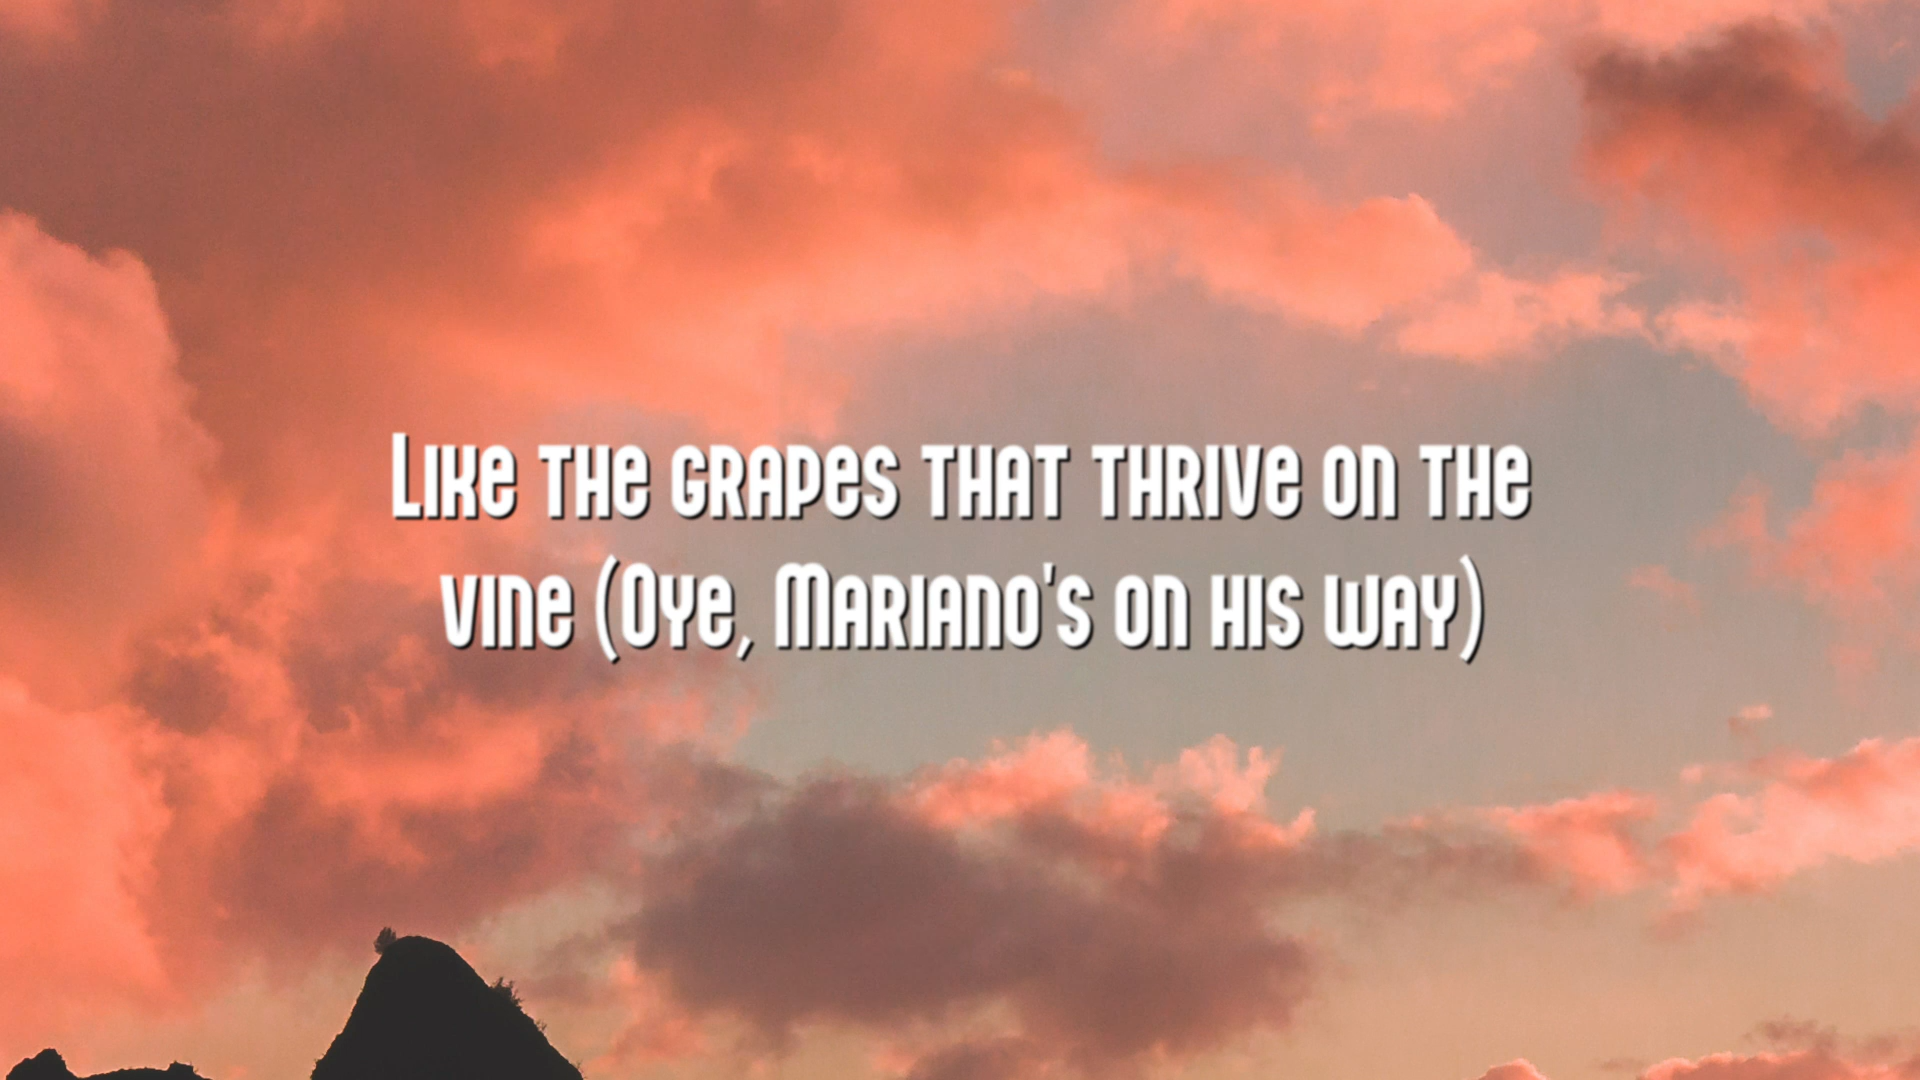 Like the grapes that thrive on the
vine (Oye, Mariano's on his way)